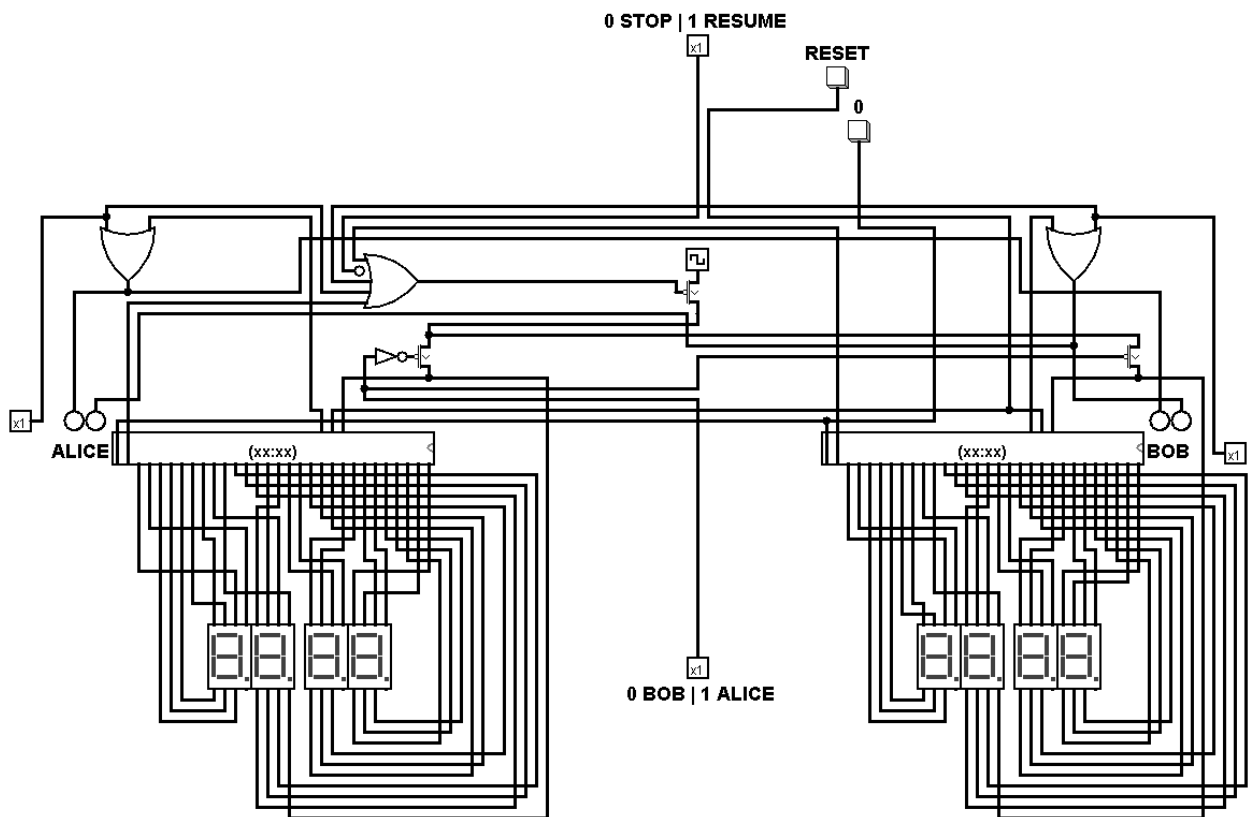 0 STOP | 1 RESUME
x1
RESET
0
x1
ALICE
(xx:xx)
(xx:xx)
BOB
x1
x1
0 BOB | 1 ALICE